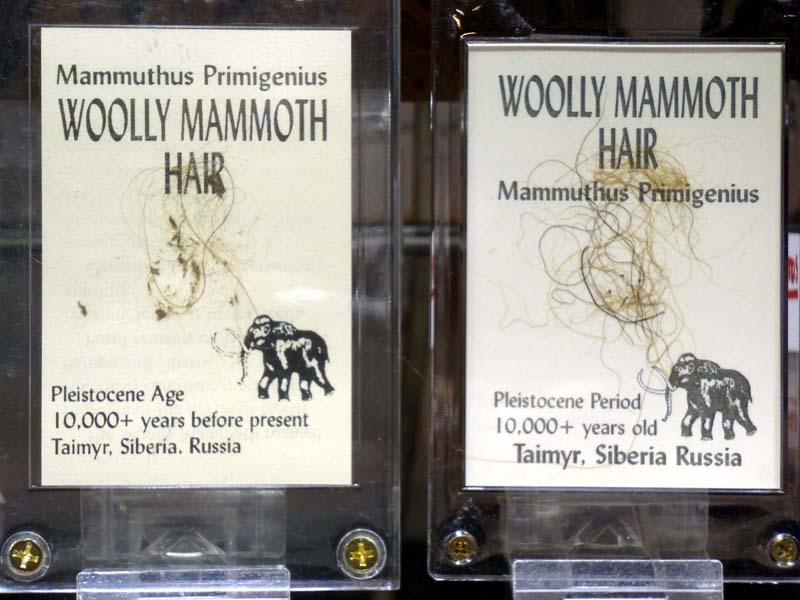 Mammuthus Primigenius
WOOLLY MAMMOTH
HAIR
Pleistocene Age
10,000+ years before present
Taimyr, Siberia. Russia
WOOLLY MAMMOTH
HAIR
Mammuthus Primigenius
Pleistocene Period
10,000+ years old
Taimyr, Siberia Russia